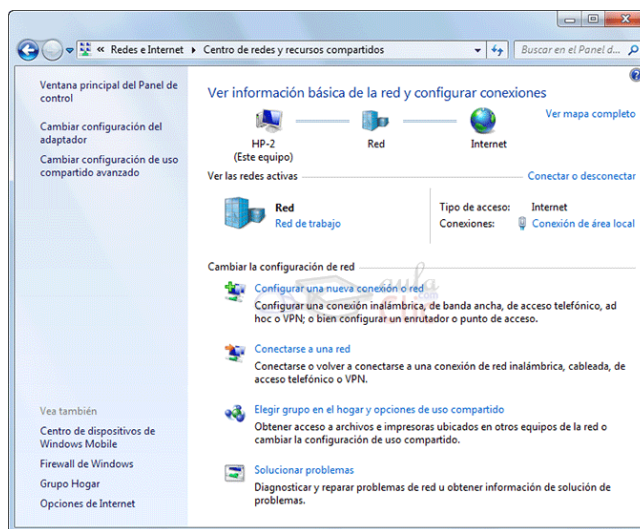 « Redes e Internet ▸ Centro de redes y recursos compartidos
Buscar en el Panel d...
Ventana principal del Panel de
control
Cambiar configuración del
adaptador
Cambiar configuración de uso
compartido avanzado
Ver información básica de la red y configurar conexiones
Ver mapa completo
HP-2
(Este equipo)
Red
Internet
Ver las redes activas
Conectar o desconectar
Red
Red de trabajo
Tipo de acceso: Internet
Conexiones: Conexión de área local
Cambiar la configuración de red
Configurar una nueva conexión o red
Configurar una conexión inalámbrica, de banda ancha, de acceso telefónico, ad
hoc o VPN; o bien configurar un enrutador o punto de acceso.
Conectarse a una red
Conectarse o volver a conectarse a una conexión de red inalámbrica, cableada, de
acceso telefónico o VPN.
Elegir grupo en el hogar y opciones de uso compartido
Obtener acceso a archivos e impresoras ubicados en otros equipos de la red o
cambiar la configuración de uso compartido.
Solucionar problemas
Diagnosticar y reparar problemas de red u obtener información de solución de
problemas.
Vea también
Centro de dispositivos de
Windows Mobile
Firewall de Windows
Grupo Hogar
Opciones de Internet
aula
Clic